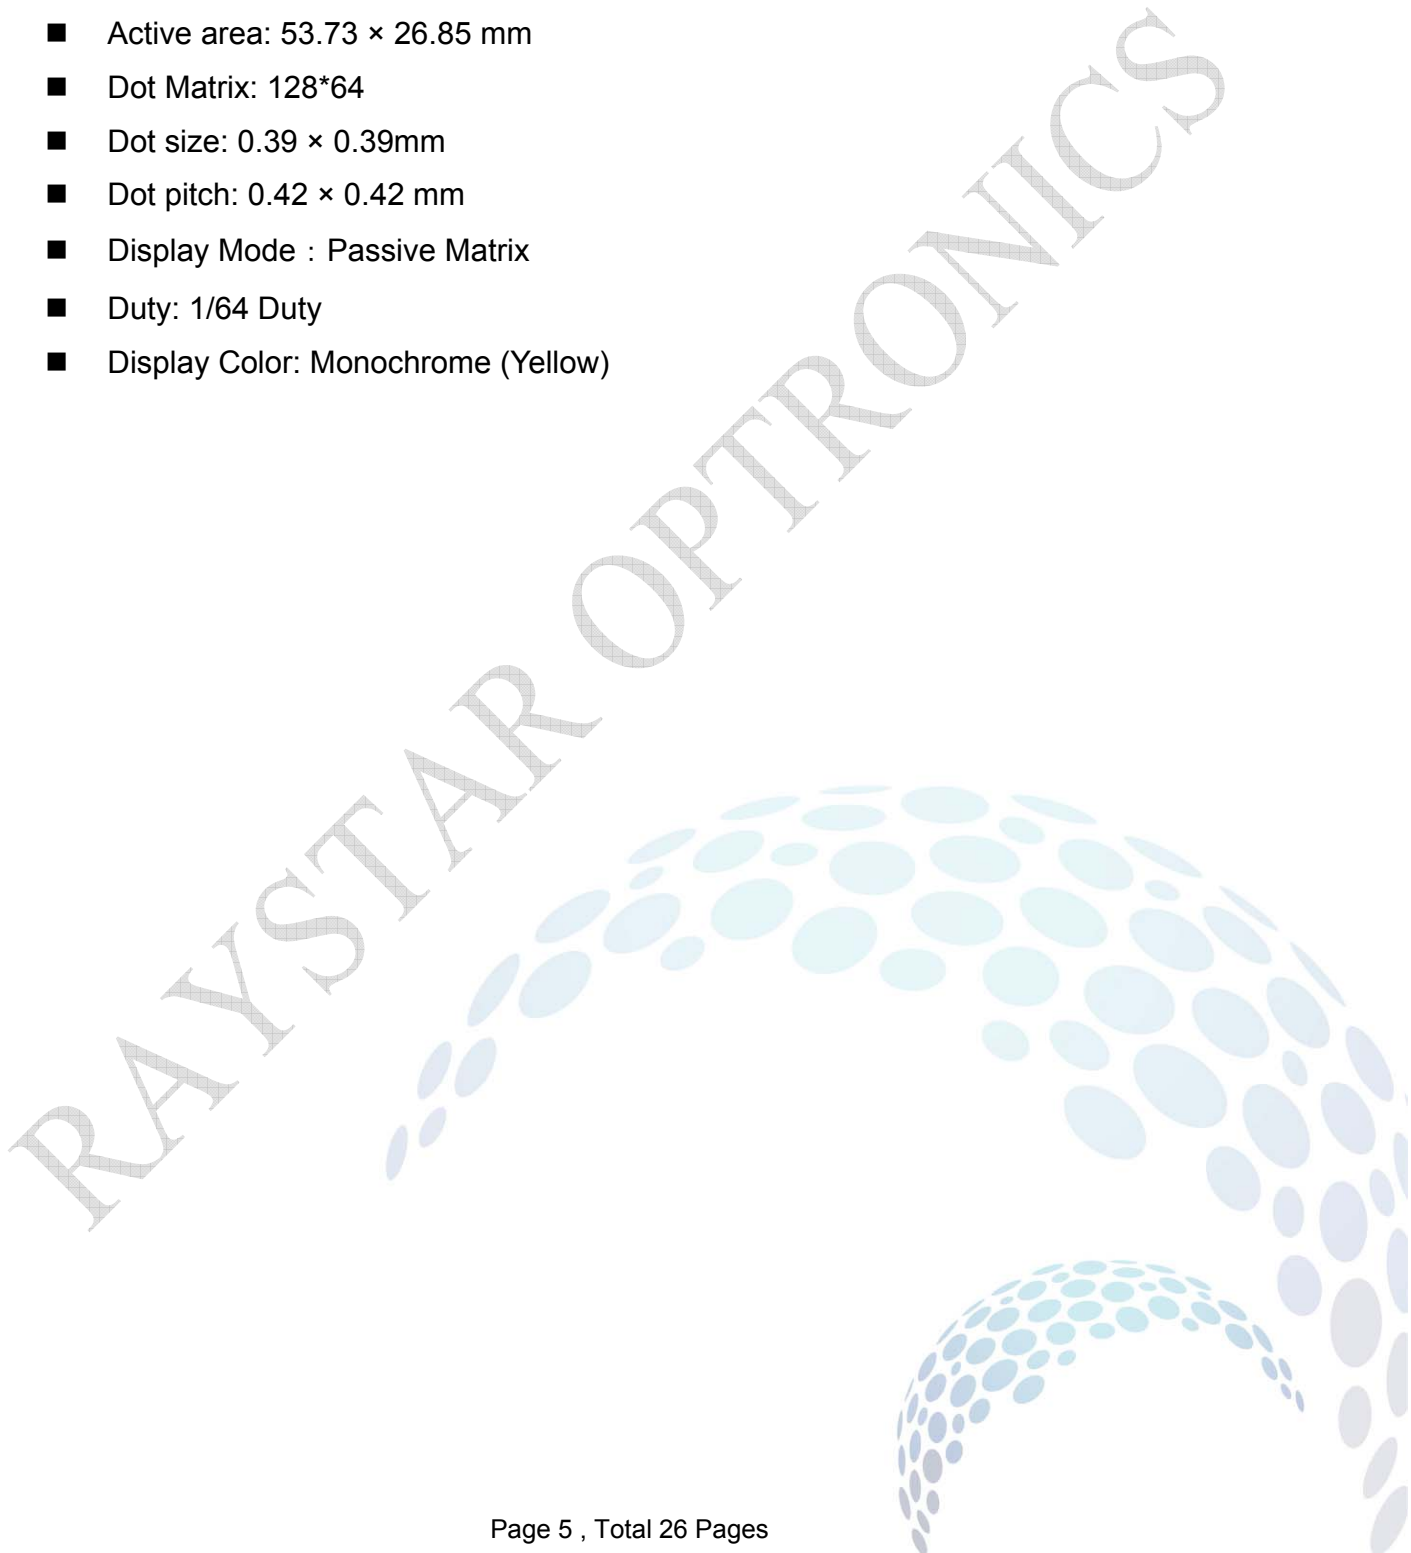 ■ Active area: 53.73 × 26.85 mm
■ Dot Matrix: 128*64
■ Dot size: 0.39 × 0.39mm
■ Dot pitch: 0.42 × 0.42 mm
■ Display Mode：Passive Matrix
■ Duty: 1/64 Duty
■ Display Color: Monochrome (Yellow)
RAYSTAR OPTRONICS
Page 5 , Total 26 Pages